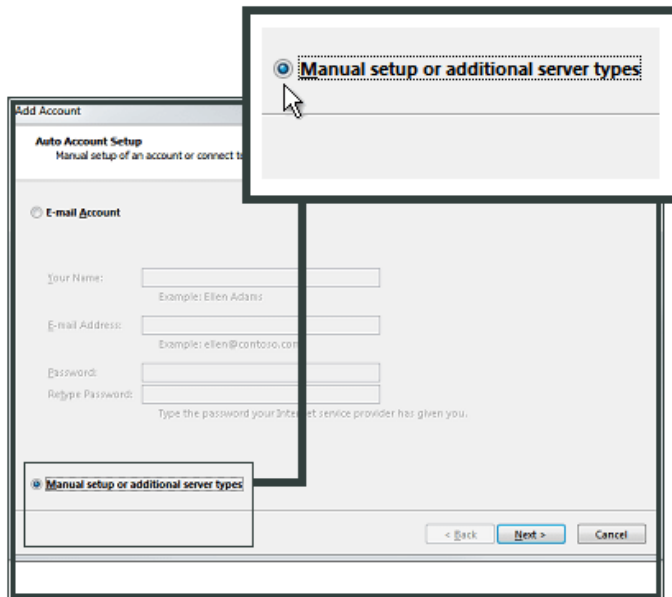 Manual setup or additional server types
Add Account
Auto Account Setup
Manual setup of an account or connect t
E-mail Account
Your Name:
Example: Ellen Adams
E-mail Address:
Example: ellen@contoso.com
Password:
Retype Password:
Type the password your Internet service provider has given you.
Manual setup or additional server types
< Back Next > Cancel